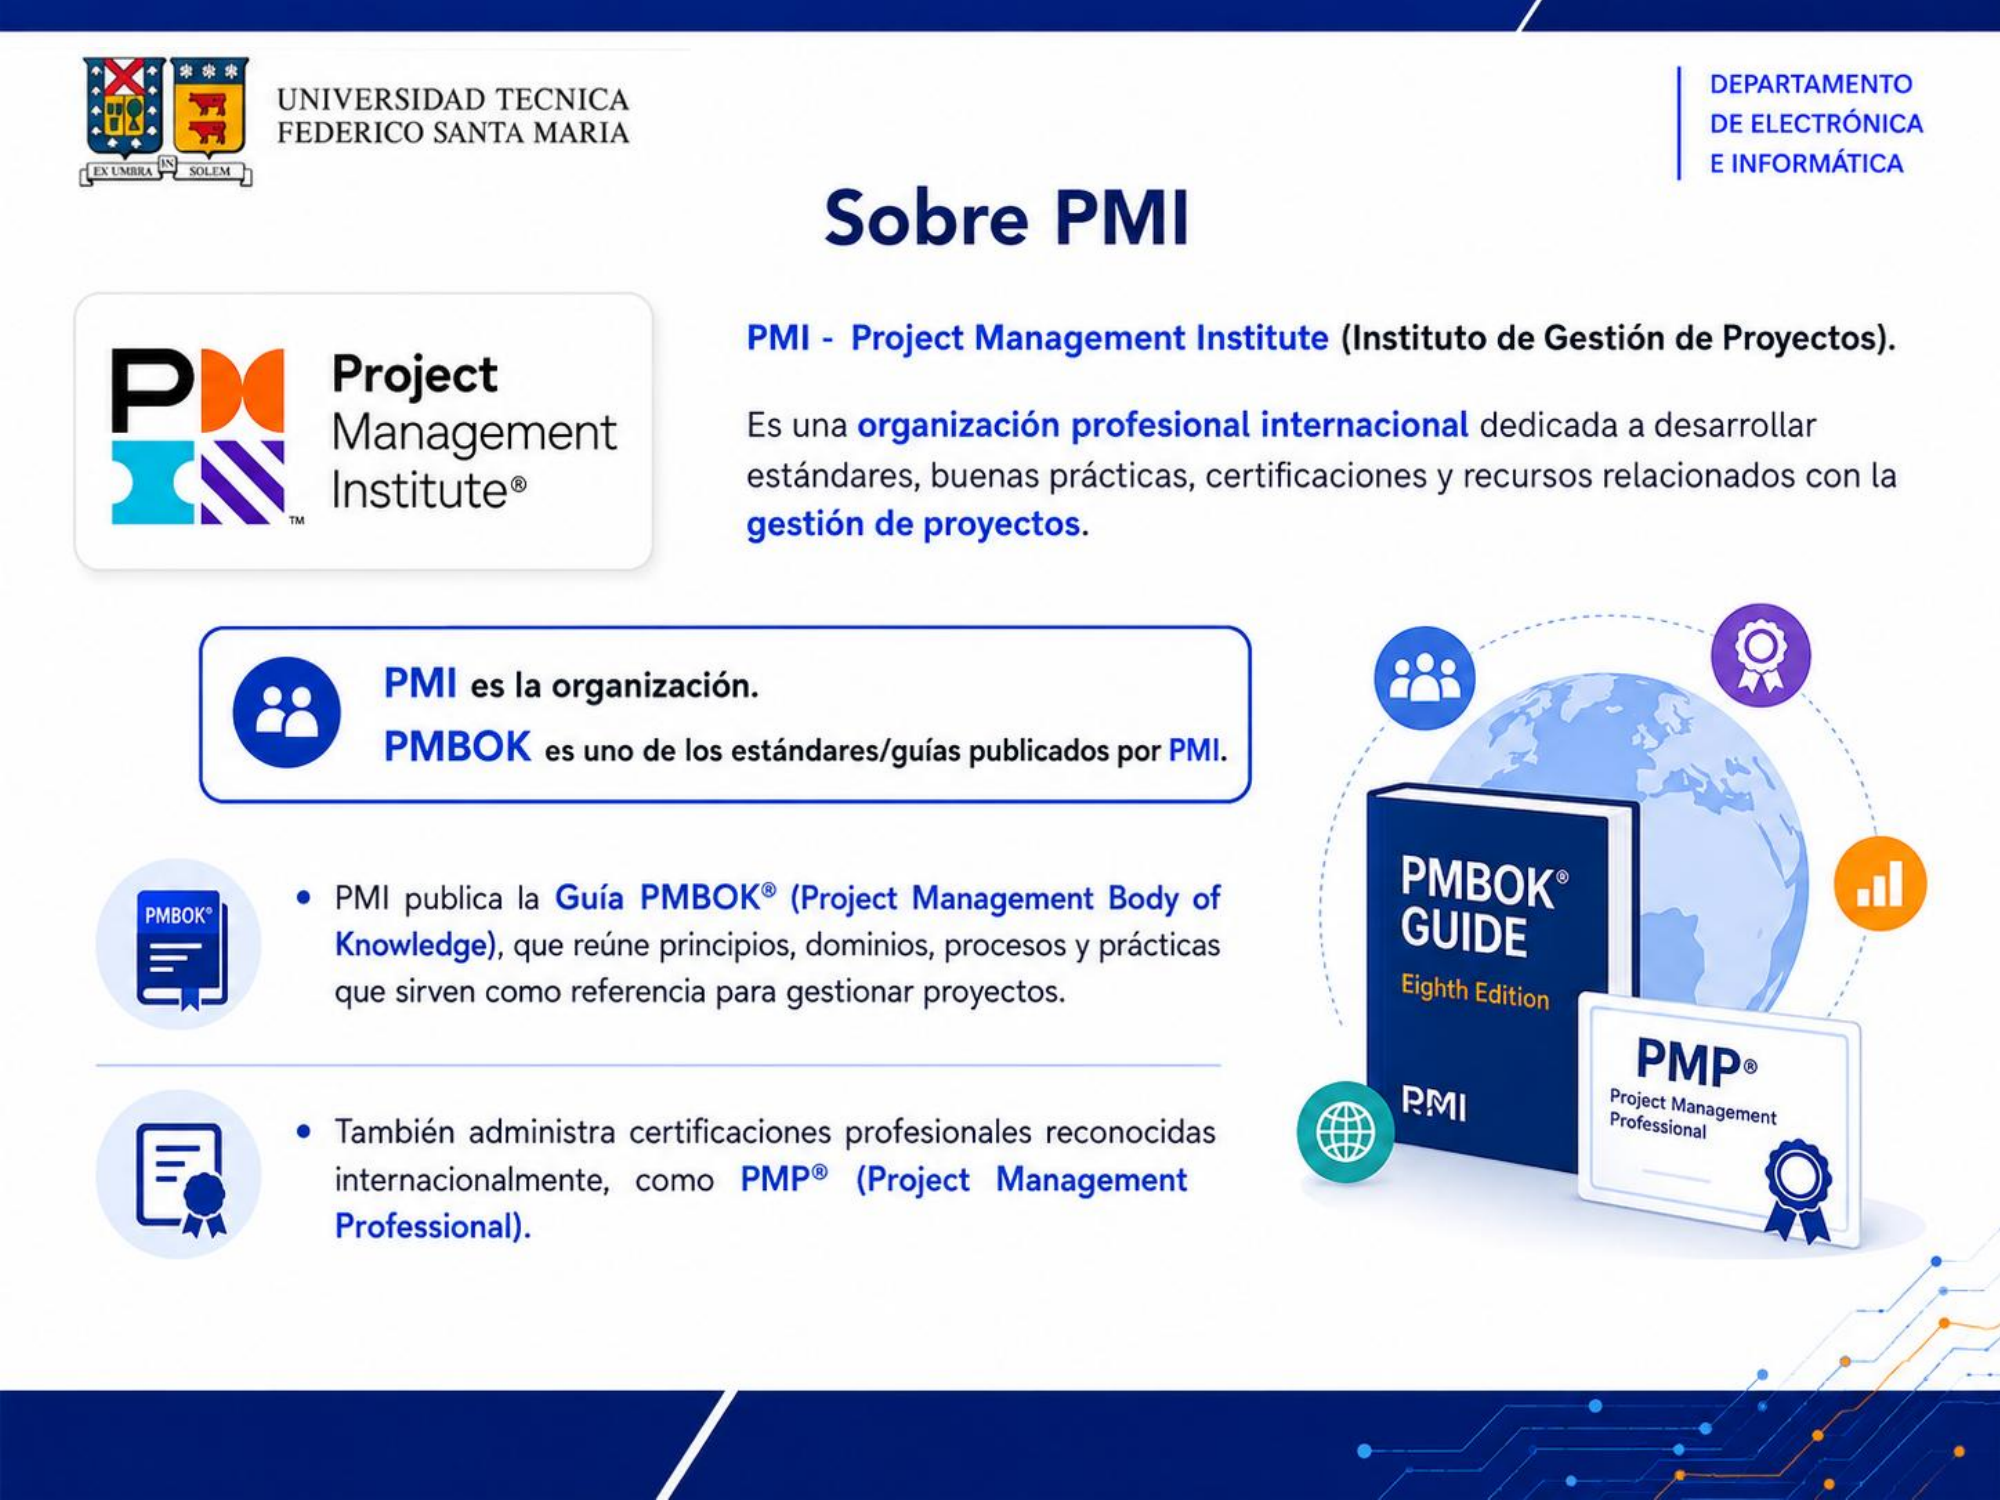 EX UMBRA IN SOLEM
UNIVERSIDAD TECNICA
FEDERICO SANTA MARIA
DEPARTAMENTO
DE ELECTRÓNICA
E INFORMÁTICA
Sobre PMI
Project
Management
Institute®
TM
PMI - Project Management Institute (Instituto de Gestión de Proyectos).
Es una organización profesional internacional dedicada a desarrollar
estándares, buenas prácticas, certificaciones y recursos relacionados con la
gestión de proyectos.
PMI es la organización.
PMBOK es uno de los estándares/guías publicados por PMI.
PMBOK®
• PMI publica la Guía PMBOK® (Project Management Body of
Knowledge), que reúne principios, dominios, procesos y prácticas
que sirven como referencia para gestionar proyectos.
• También administra certificaciones profesionales reconocidas
internacionalmente, como PMP® (Project Management
Professional).
PMBOK®
GUIDE
Eighth Edition
PMI
PMP®
Project Management
Professional